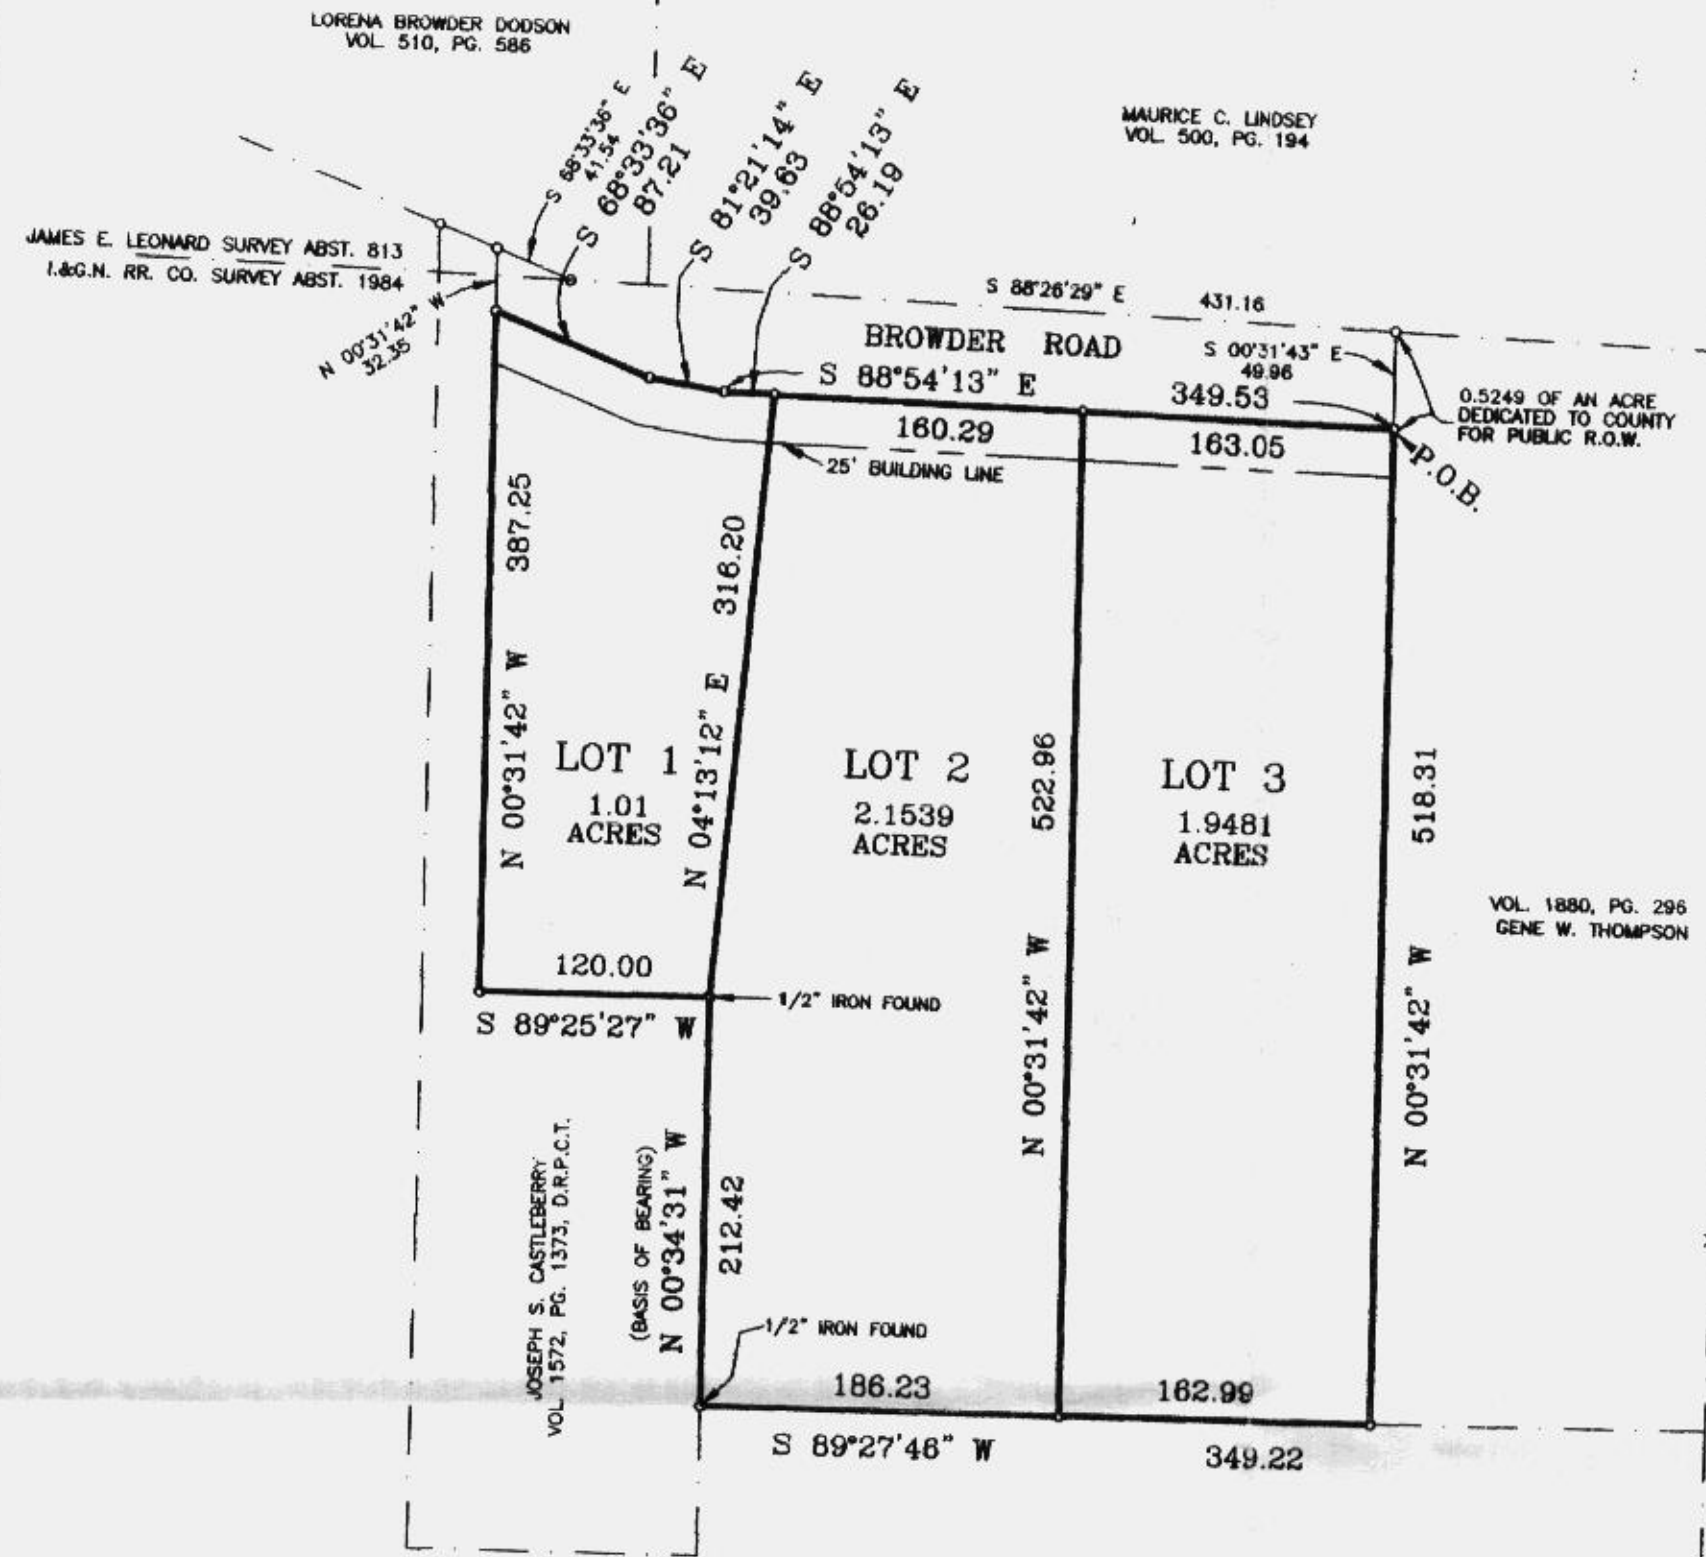 LORENA BROWDER DODSON
VOL. 510, PG. 586
MAURICE C. LINDSEY
VOL. 500, PG. 194
S 68°33'36" E
41.54
S 68°33'36" E
87.21
S 81°21'14" E
39.63
S 88°54'13" E
26.19
JAMES E. LEONARD SURVEY ABST. 813
I.&G.N. RR. CO. SURVEY ABST. 1984
N 00°31'42" W
32.35
S 88°26'29" E 431.16
BROWDER ROAD
S 00°31'43" E
49.96
S 88°54'13" E 349.53
0.5249 OF AN ACRE
DEDICATED TO COUNTY
FOR PUBLIC R.O.W.
160.29
163.05
25' BUILDING LINE
P.O.B.
N 00°31'42" W 387.25
N 04°13'12" E 316.20
LOT 1
1.01
ACRES
LOT 2
2.1539
ACRES
N 00°31'42" W 522.96
LOT 3
1.9481
ACRES
N 00°31'42" W 518.31
VOL. 1880, PG. 296
GENE W. THOMPSON
120.00
S 89°25'27" W
1/2" IRON FOUND
JOSEPH S. CASTLEBERRY
VOL. 1572, PG. 1373, D.R.P.C.T.
(BASIS OF BEARING)
N 00°34'31" W
212.42
1/2" IRON FOUND
186.23
162.99
S 89°27'46" W
349.22